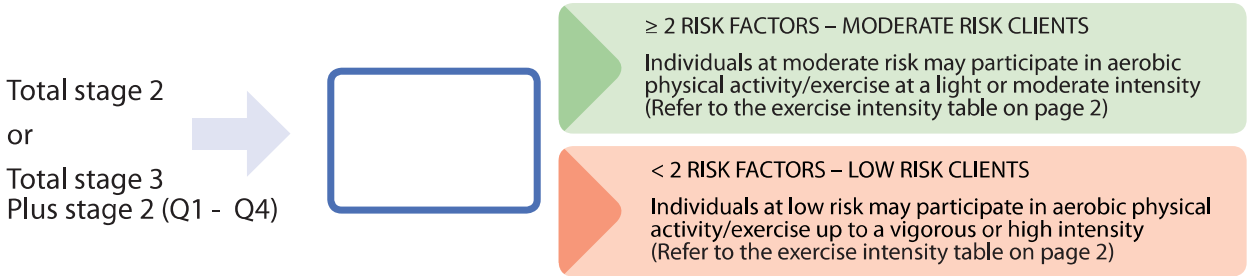 Total stage 2
or
Total stage 3
Plus stage 2 (Q1 - Q4)
≥ 2 RISK FACTORS – MODERATE RISK CLIENTS
Individuals at moderate risk may participate in aerobic
physical activity/exercise at a light or moderate intensity
(Refer to the exercise intensity table on page 2)
< 2 RISK FACTORS – LOW RISK CLIENTS
Individuals at low risk may participate in aerobic physical
activity/exercise up to a vigorous or high intensity
(Refer to the exercise intensity table on page 2)